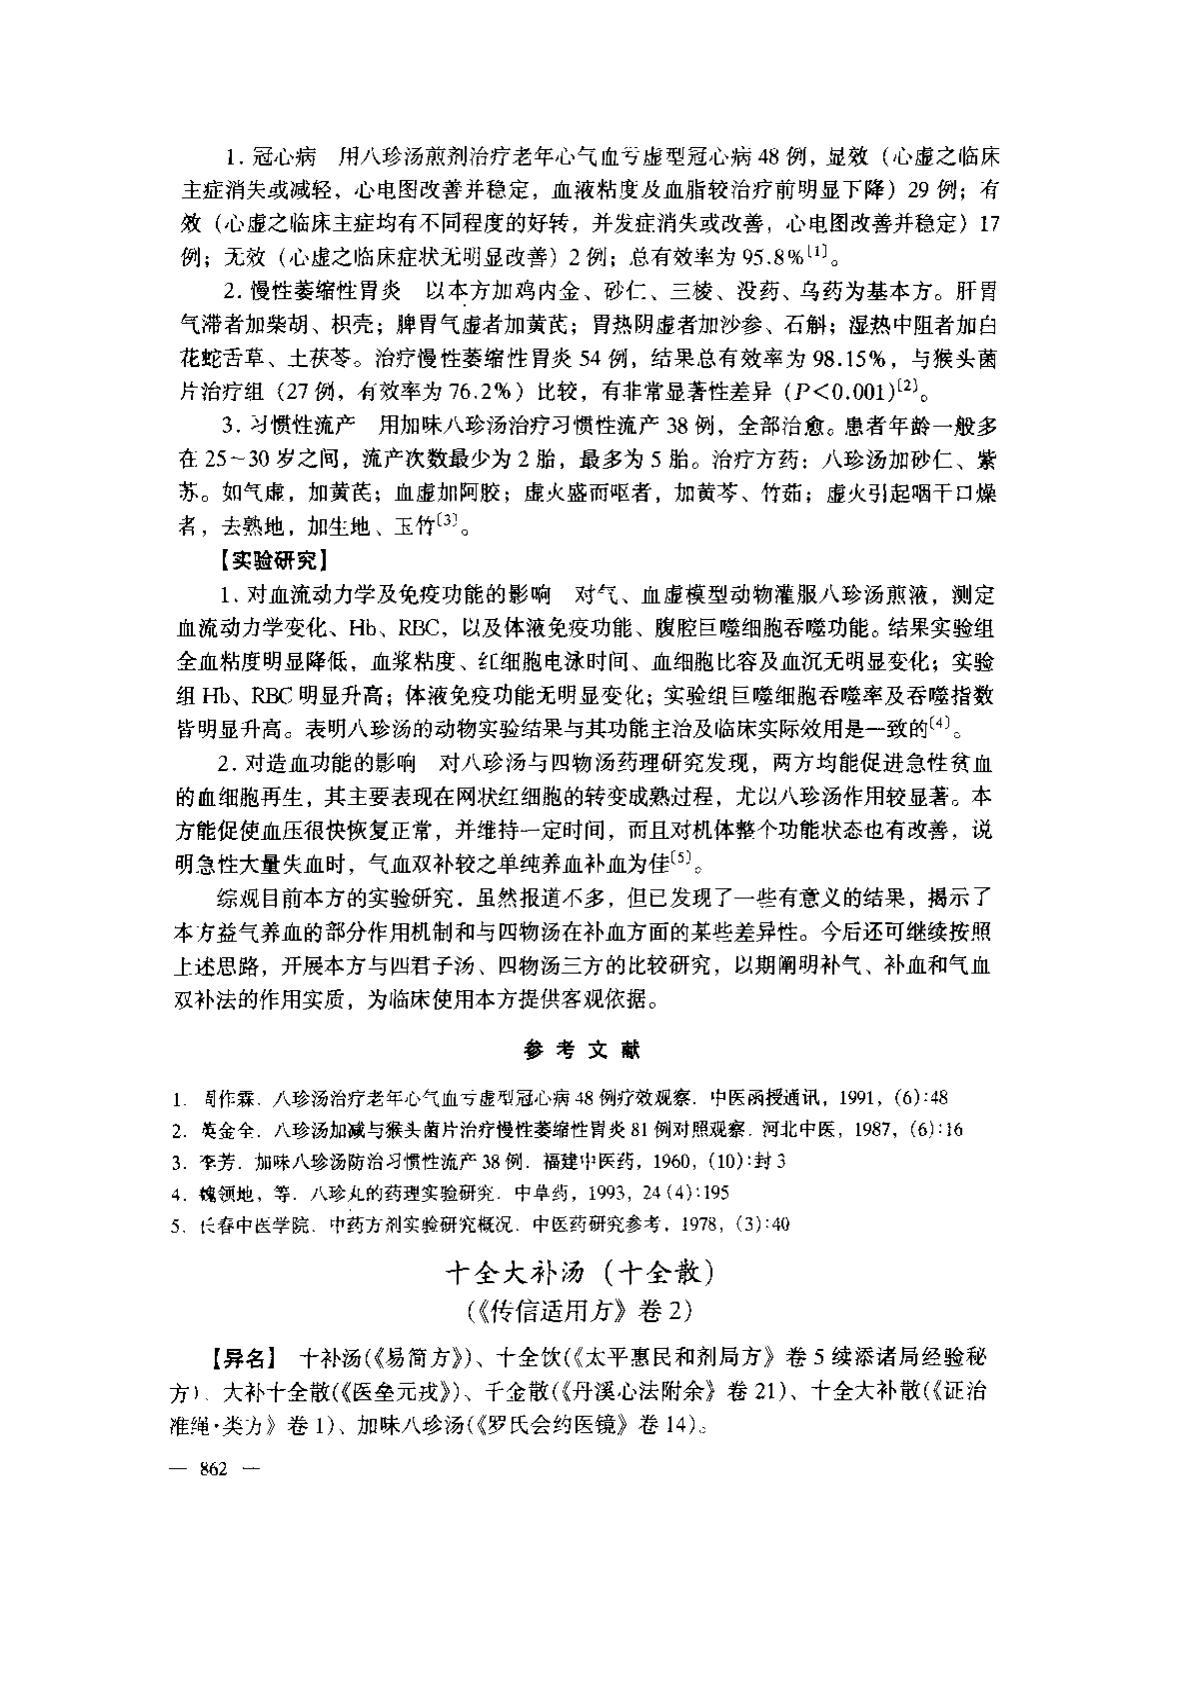 1. 冠心病　用八珍汤煎剂治疗老年心气血亏虚型冠心病 48 例，显效（心虚之临床
主症消失或减轻，心电图改善并稳定，血液粘度及血脂较治疗前明显下降）29 例；有
效（心虚之临床主症均有不同程度的好转，并发症消失或改善，心电图改善并稳定）17
例；无效（心虚之临床症状无明显改善）2 例；总有效率为 95.8%〔1〕。
2. 慢性萎缩性胃炎　以本方加鸡内金、砂仁、三棱、没药、乌药为基本方。肝胃
气滞者加柴胡、枳壳；脾胃气虚者加黄芪；胃热阴虚者加沙参、石斛；湿热中阻者加白
花蛇舌草、土茯苓。治疗慢性萎缩性胃炎 54 例，结果总有效率为 98.15%，与猴头菌
片治疗组（27 例，有效率为 76.2%）比较，有非常显著性差异（P＜0.001）〔2〕。
3. 习惯性流产　用加味八珍汤治疗习惯性流产 38 例，全部治愈。患者年龄一般多
在 25～30 岁之间，流产次数最少为 2 胎，最多为 5 胎。治疗方药：八珍汤加砂仁、紫
苏。如气虚，加黄芪；血虚加阿胶；虚火盛而呕者，加黄芩、竹茹；虚火引起咽干口燥
者，去熟地，加生地、玉竹〔3〕。
【实验研究】
1. 对血流动力学及免疫功能的影响　对气、血虚模型动物灌服八珍汤煎液，测定
血流动力学变化、Hb、RBC，以及体液免疫功能、腹腔巨噬细胞吞噬功能。结果实验组
全血粘度明显降低，血浆粘度、红细胞电泳时间、血细胞比容及血沉无明显变化；实验
组 Hb、RBC 明显升高；体液免疫功能无明显变化；实验组巨噬细胞吞噬率及吞噬指数
皆明显升高。表明八珍汤的动物实验结果与其功能主治及临床实际效用是一致的〔4〕。
2. 对造血功能的影响　对八珍汤与四物汤药理研究发现，两方均能促进急性贫血
的血细胞再生，其主要表现在网状红细胞的转变成熟过程，尤以八珍汤作用较显著。本
方能促使血压很快恢复正常，并维持一定时间，而且对机体整个功能状态也有改善，说
明急性大量失血时，气血双补较之单纯养血补血为佳〔5〕。
综观目前本方的实验研究．虽然报道不多，但已发现了一些有意义的结果，揭示了
本方益气养血的部分作用机制和与四物汤在补血方面的某些差异性。今后还可继续按照
上述思路，开展本方与四君子汤、四物汤三方的比较研究，以期阐明补气、补血和气血
双补法的作用实质，为临床使用本方提供客观依据。
参 考 文 献
1. 周作霖．八珍汤治疗老年心气血亏虚型冠心病 48 例疗效观察．中医函授通讯，1991，(6):48
2. 英金全．八珍汤加减与猴头菌片治疗慢性萎缩性胃炎 81 例对照观察．河北中医，1987，(6):16
3. 李芳．加味八珍汤防治习惯性流产 38 例．福建中医药，1960，(10):封 3
4. 魏领地，等．八珍丸的药理实验研究．中草药，1993，24 (4):195
5. 长春中医学院．中药方剂实验研究概况．中医药研究参考，1978，(3):40
十全大补汤（十全散）
（《传信适用方》卷 2）
【异名】　十补汤(《易简方》)、十全饮(《太平惠民和剂局方》卷 5 续添诸局经验秘
方)、大补十全散(《医垒元戎》)、千金散(《丹溪心法附余》卷 21)、十全大补散(《证治
准绳·类方》卷 1)、加味八珍汤(《罗氏会约医镜》卷 14)。
— 862 —